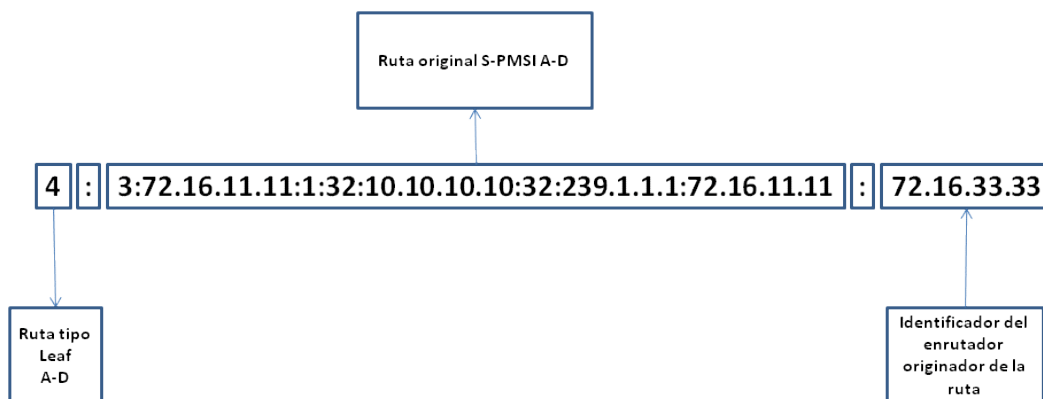 Ruta original S-PMSI A-D
4 : 3:72.16.11.11:1:32:10.10.10.10:32:239.1.1.1:72.16.11.11 : 72.16.33.33
Ruta tipo
Leaf
A-D
Identificador del
enrutador
originador de la
ruta